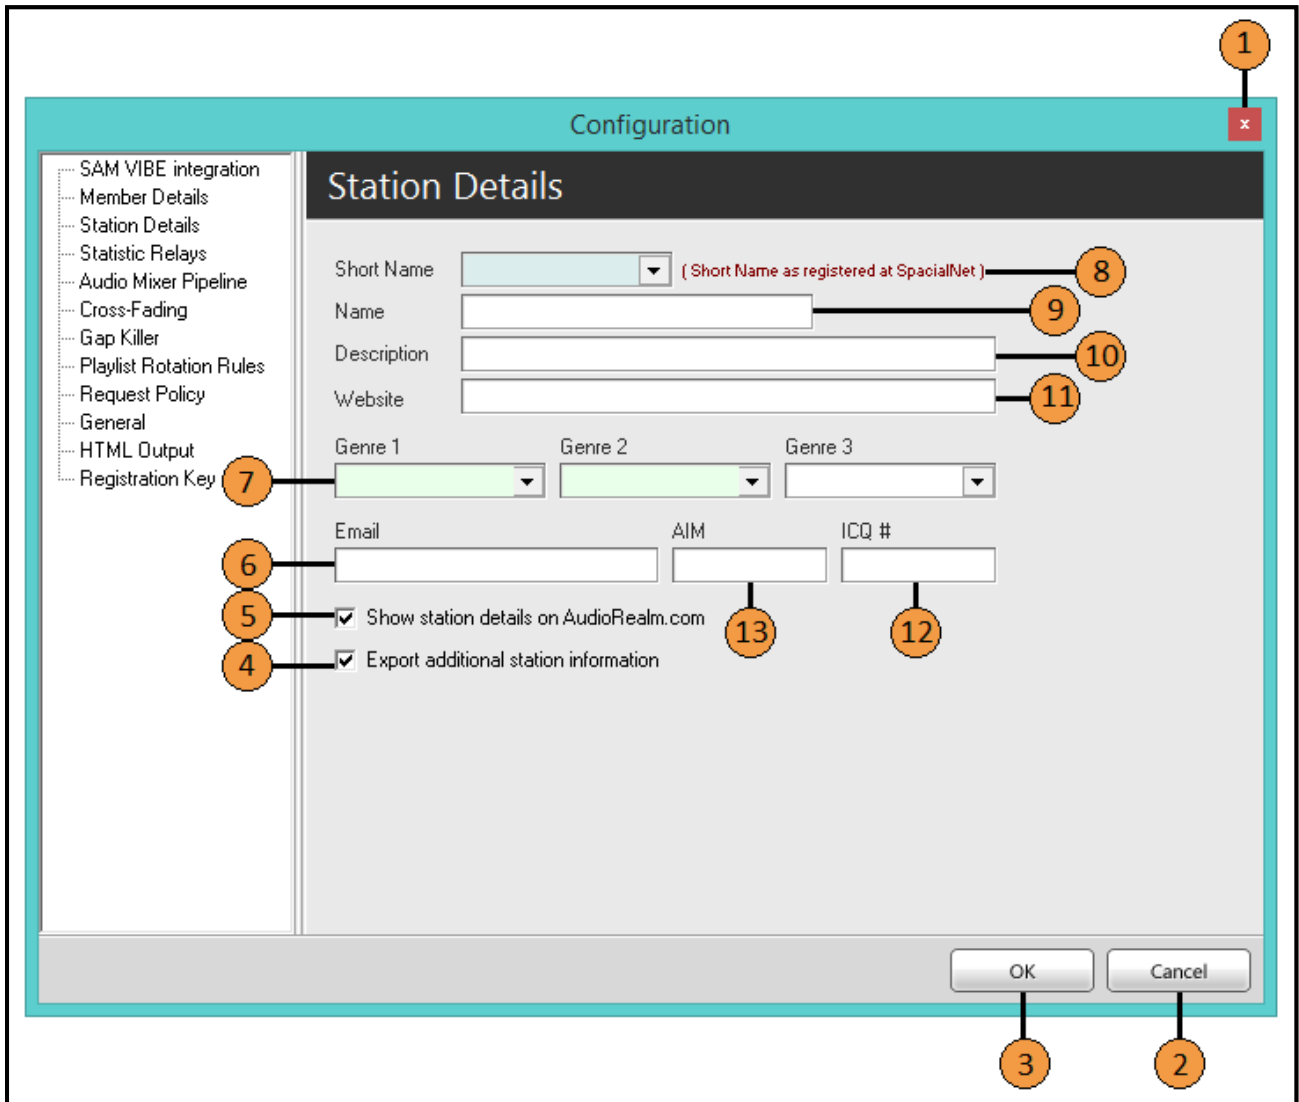 1
Configuration
x
SAM VIBE integration
Member Details
Station Details
Statistic Relays
Audio Mixer Pipeline
Cross-Fading
Gap Killer
Playlist Rotation Rules
Request Policy
General
HTML Output
Registration Key
Station Details
Short Name
( Short Name as registered at SpacialNet )
8
Name
9
Description
10
Website
11
Genre 1 Genre 2 Genre 3
7
Email AIM ICQ #
6
5
Show station details on AudioRealm.com
13
12
4
Export additional station information
OK Cancel
3
2